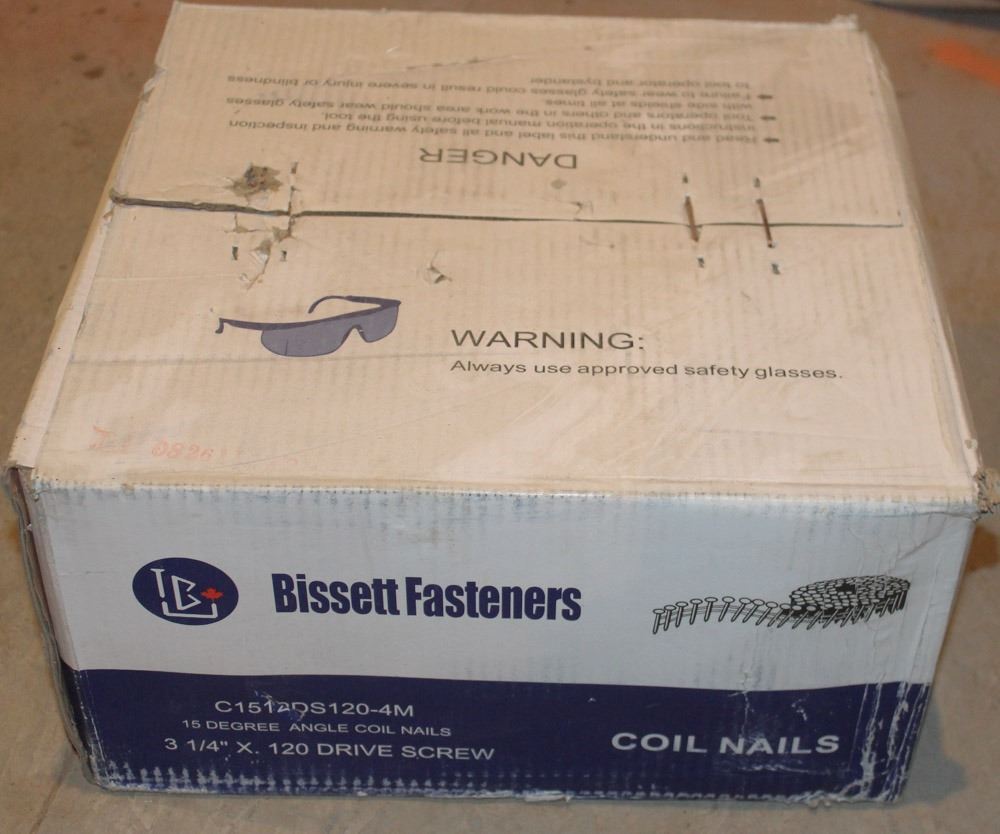 DANGER
Read and understand this label and all safety warning and inspection
instructions in the operation manual before using the tool.
Tool operators and others in the work area should wear safety glasses
with side shields at all times.
Failure to wear safety glasses could result in severe injury or blindness
to tool operator and bystander
WARNING:
Always use approved safety glasses.
0826
Bissett Fasteners
DS120-4M
15 DEGREE ANGLE COIL NAILS
3 1/4" X. 120 DRIVE SCREW
COIL NAILS